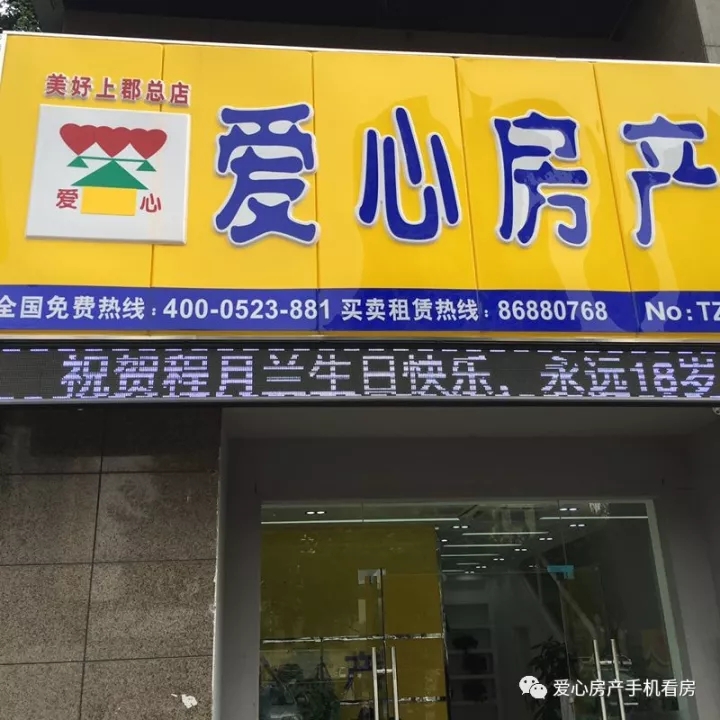 美好上郡总店
爱心房产
爱 心
全国免费热线:400-0523-881 买卖租赁热线:86880768 No:TZ
祝贺程月兰生日快乐，永远18岁
爱心房产手机看房